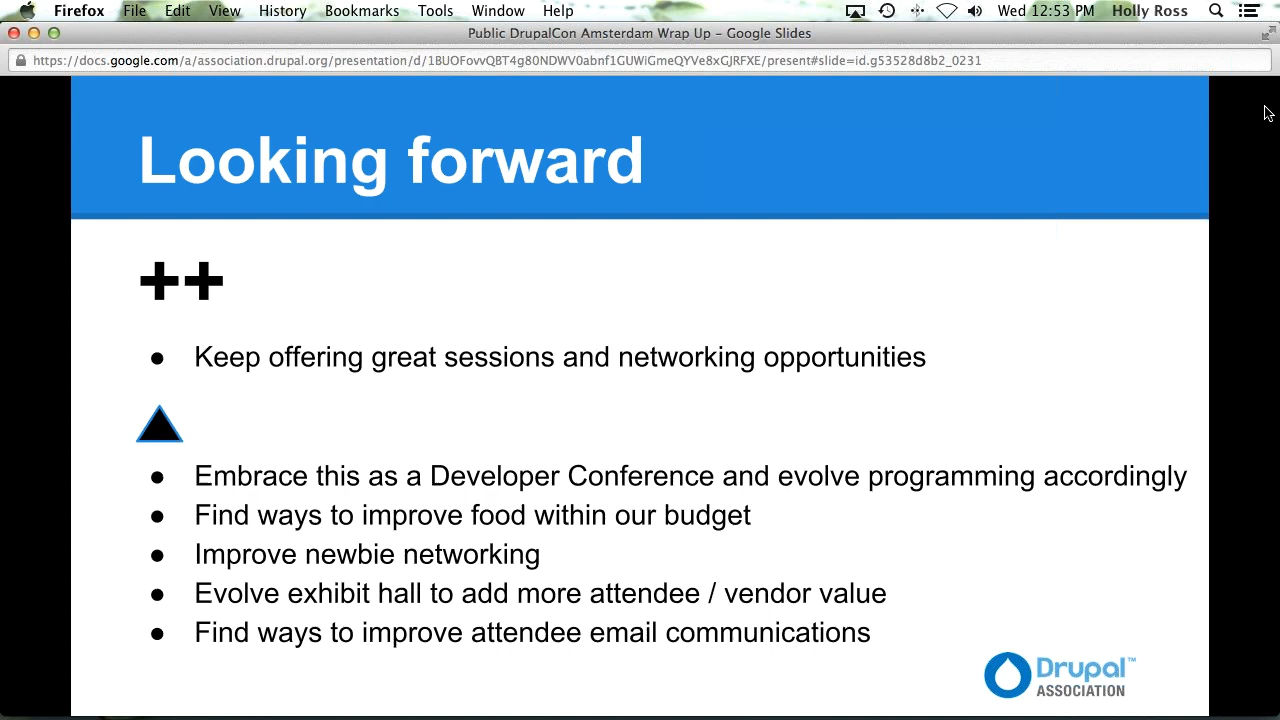 Firefox File Edit View History Bookmarks Tools Window Help Wed 12:53 PM Holly Ross
Public DrupalCon Amsterdam Wrap Up – Google Slides
https://docs.google.com/a/association.drupal.org/presentation/d/1BUOFovvQBT4g80NDWV0abnf1GUWiGmeQYVe8xGJRFXE/present#slide=id.g53528d8b2_0231
Looking forward
++
● Keep offering great sessions and networking opportunities
● Embrace this as a Developer Conference and evolve programming accordingly
● Find ways to improve food within our budget
● Improve newbie networking
● Evolve exhibit hall to add more attendee / vendor value
● Find ways to improve attendee email communications
Drupal™
ASSOCIATION